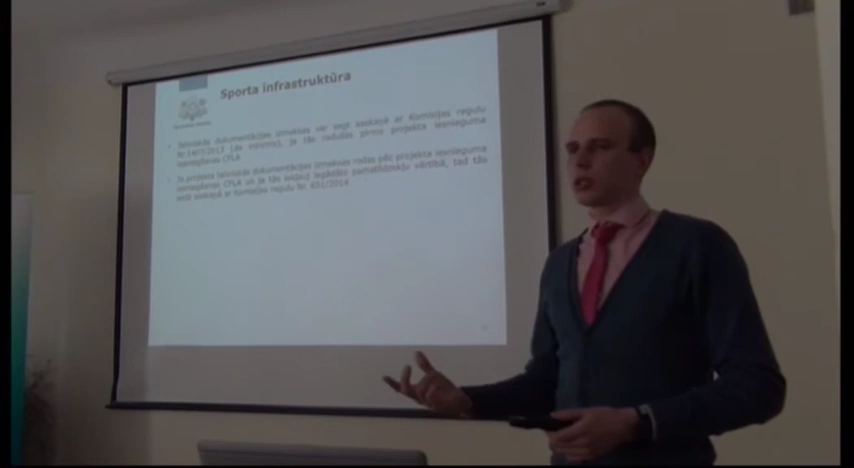 Sporta infrastruktūra
Tehniskās dokumentācijas izmaksas var segt saskaņā ar Komisijas regulu
Nr.1407/2013 (de minimis), ja tās radušās pirms projekta iesnieguma
iesniegšanas CFLA
Ja projekta tehniskās dokumentācijas izmaksas rodas pēc projekta iesnieguma
iesniegšanas CFLA un ja tās iekļauj iegādāto pamatlīdzekļu vērtībā, tad tās
sedz saskaņā ar Komisijas regulu Nr. 651/2014